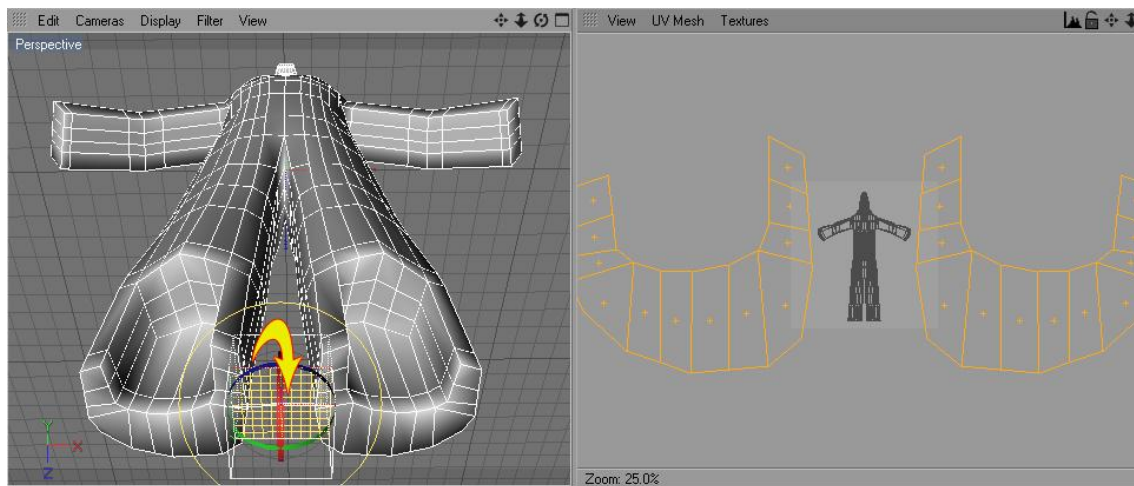 Edit Cameras Display Filter View
Perspective
Y
X
Z
View UV Mesh Textures
Zoom: 25.0%